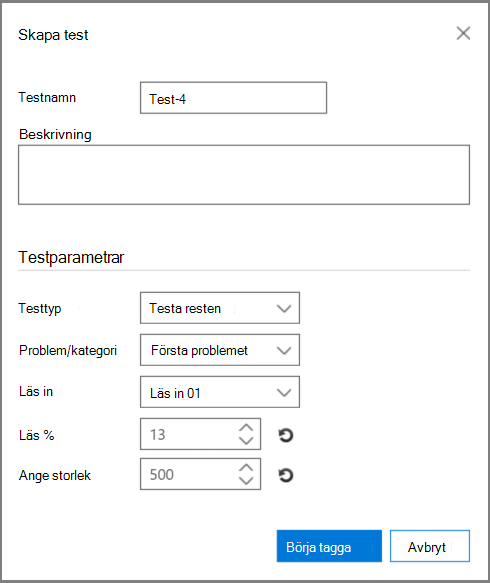 Skapa test
Testnamn Test-4
Beskrivning
Testparametrar
Testtyp Testa resten
Problem/kategori Första problemet
Läs in Läs in 01
Läs % 13
Ange storlek 500
Börja tagga Avbryt